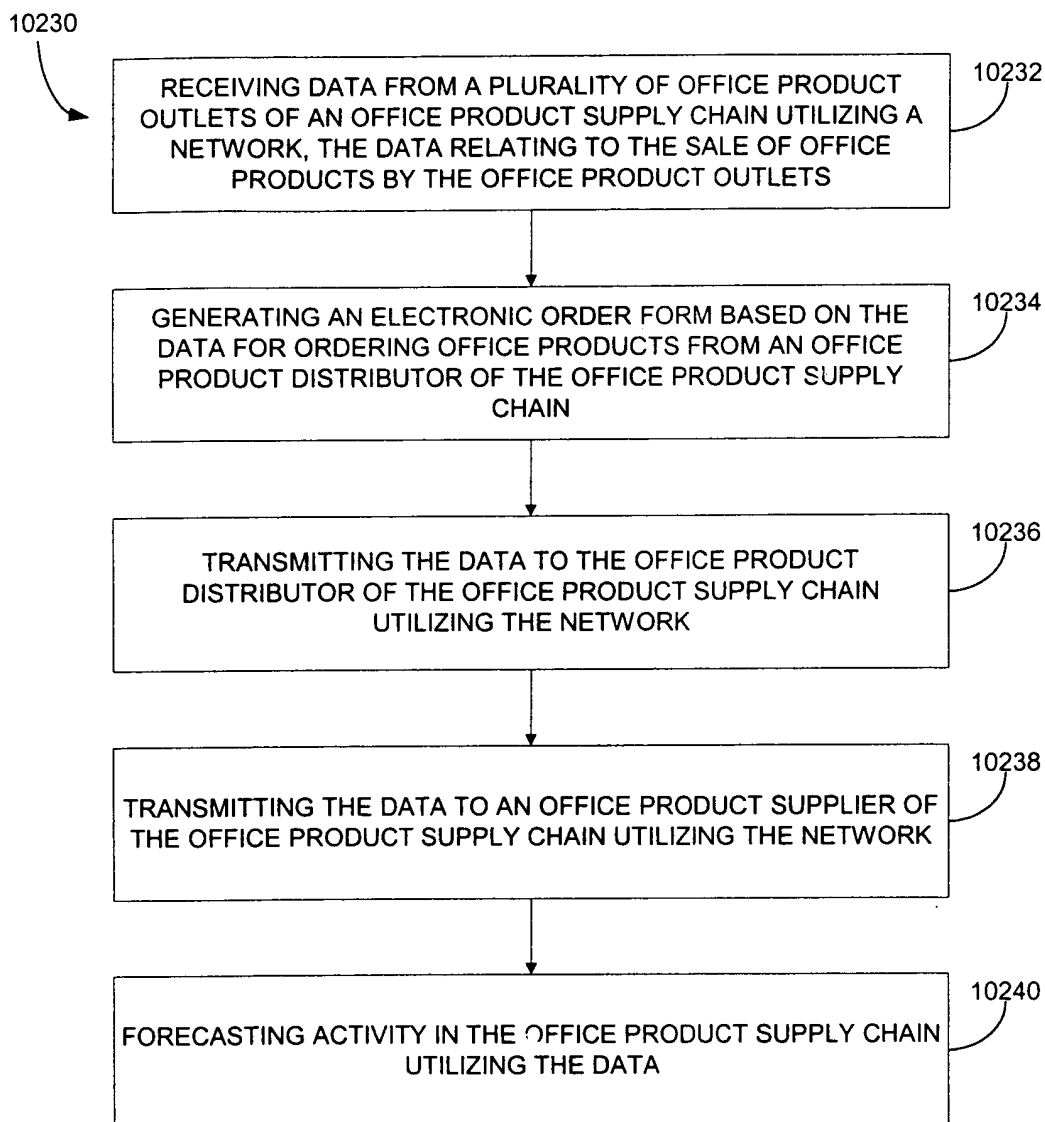 10230
RECEIVING DATA FROM A PLURALITY OF OFFICE PRODUCT
OUTLETS OF AN OFFICE PRODUCT SUPPLY CHAIN UTILIZING A
NETWORK, THE DATA RELATING TO THE SALE OF OFFICE
PRODUCTS BY THE OFFICE PRODUCT OUTLETS
10232
GENERATING AN ELECTRONIC ORDER FORM BASED ON THE
DATA FOR ORDERING OFFICE PRODUCTS FROM AN OFFICE
PRODUCT DISTRIBUTOR OF THE OFFICE PRODUCT SUPPLY
CHAIN
10234
TRANSMITTING THE DATA TO THE OFFICE PRODUCT
DISTRIBUTOR OF THE OFFICE PRODUCT SUPPLY CHAIN
UTILIZING THE NETWORK
10236
TRANSMITTING THE DATA TO AN OFFICE PRODUCT SUPPLIER OF
THE OFFICE PRODUCT SUPPLY CHAIN UTILIZING THE NETWORK
10238
FORECASTING ACTIVITY IN THE OFFICE PRODUCT SUPPLY CHAIN
UTILIZING THE DATA
10240